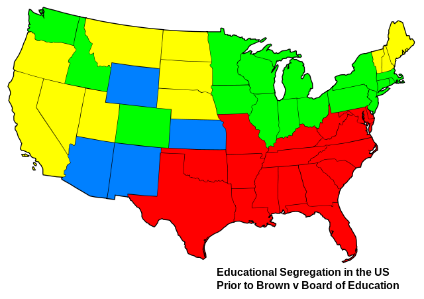 Educational Segregation in the US
Prior to Brown v Board of Education